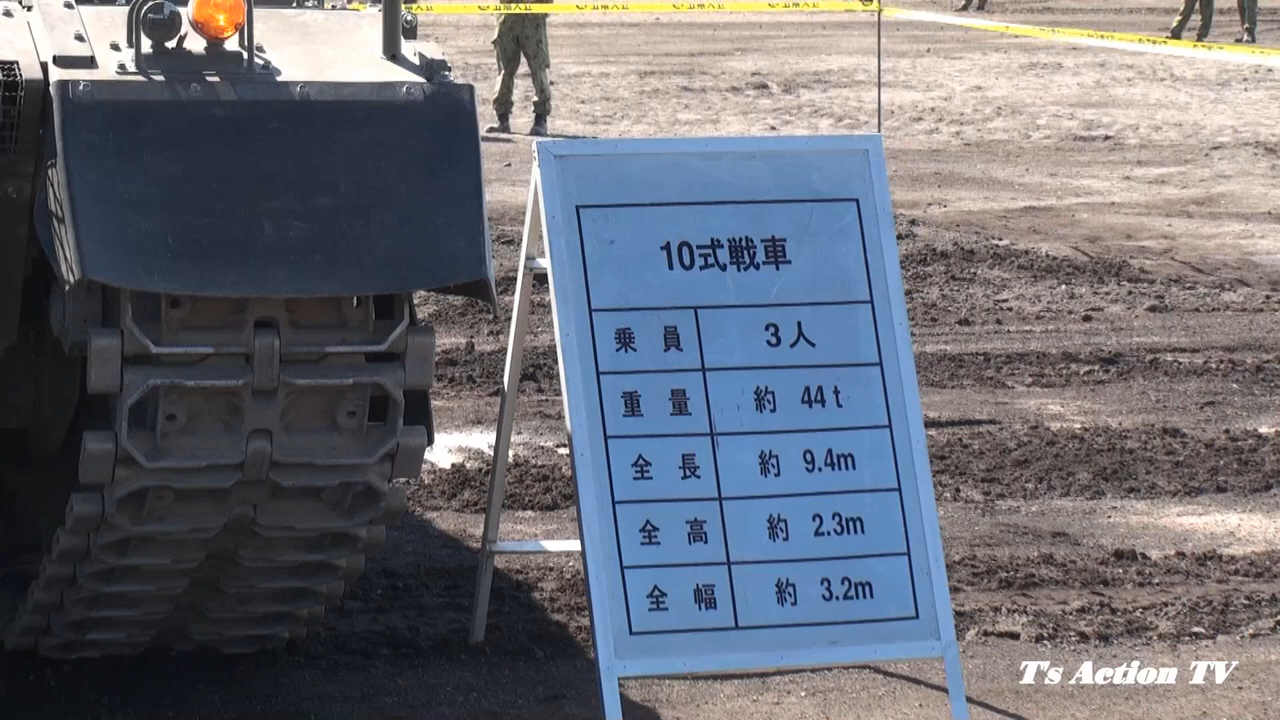 10式戦車
乗員 3人
重量 約 44t
全長 約 9.4m
全高 約 2.3m
全幅 約 3.2m
T's Action TV